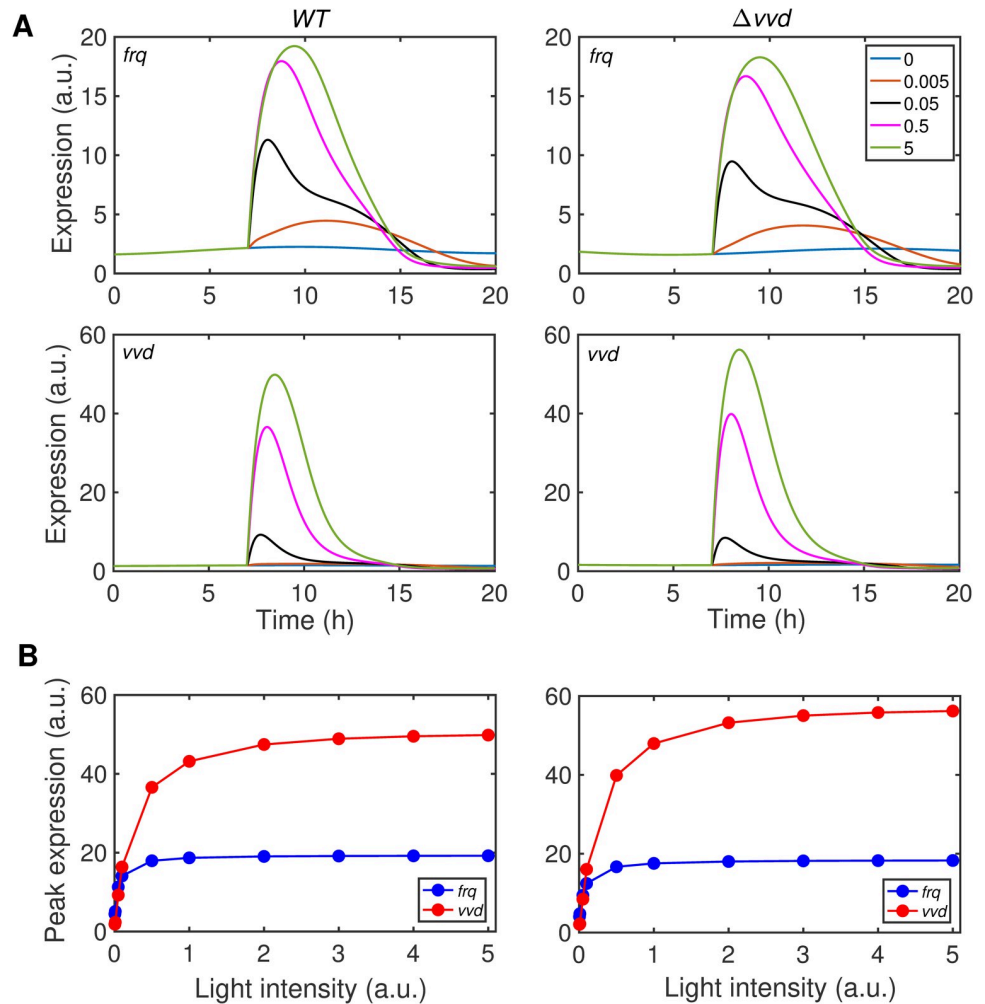 A
WT
Δvvd
Expression (a.u.)
20
15
10
5
0
frq
0 5 10 15 20
frq
20
15
10
5
0
0
0.005
0.05
0.5
5
0 5 10 15 20
Expression (a.u.)
60
40
20
0
vvd
0 5 10 15 20
Time (h)
60
40
20
0
vvd
0 5 10 15 20
Time (h)
B
Peak expression (a.u.)
60
40
20
0
frq
vvd
0 1 2 3 4 5
Light intensity (a.u.)
60
40
20
0
frq
vvd
0 1 2 3 4 5
Light intensity (a.u.)